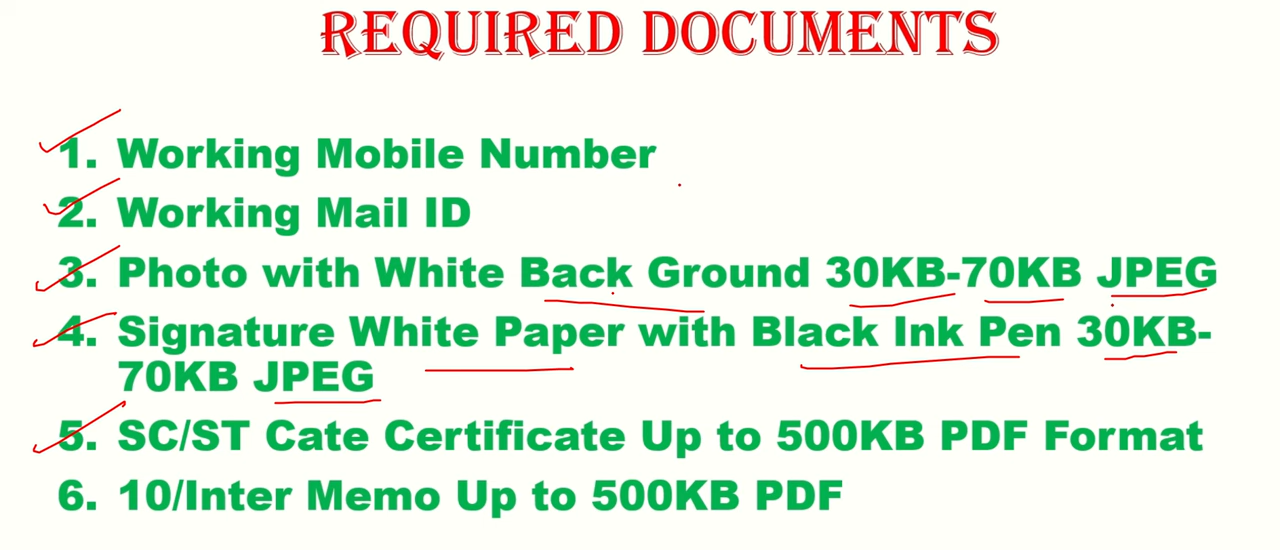 REQUIRED DOCUMENTS
1. Working Mobile Number
2. Working Mail ID
3. Photo with White Back Ground 30KB-70KB JPEG
4. Signature White Paper with Black Ink Pen 30KB-
70KB JPEG
5. SC/ST Cate Certificate Up to 500KB PDF Format
6. 10/Inter Memo Up to 500KB PDF